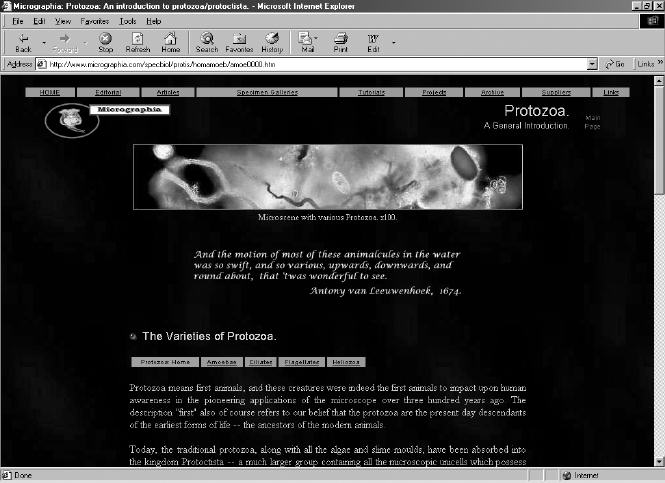 Micrographia: Protozoa: An introduction to protozoa/protoctista. - Microsoft Internet Explorer
File Edit View Favorites Tools Help
Back Forward Stop Refresh Home Search Favorites History Mail Print Edit
Address http://www.micrographia.com/specbiol/protis/homamoeb/amoe0000.htm Go Links »
HOME Editorial Articles Specimen Galleries Tutorials Projects Archive Suppliers Links
Micrographia
Protozoa.
A General Introduction.
Main
Page
Microscene with various Protozoa. x100.
And the motion of most of these animalcules in the water
was so swift, and so various, upwards, downwards, and
round about, that 'twas wonderful to see.
Antony van Leeuwenhoek, 1674.
The Varieties of Protozoa.
Protozoa: Home Amoebae Ciliates Flagellates Heliozoa
Protozoa means first animals, and these creatures were indeed the first animals to impact upon human
awareness in the pioneering applications of the microscope over three hundred years ago. The
description "first" also of course refers to our belief that the protozoa are the present day descendants
of the earliest forms of life -- the ancestors of the modern animals.
Today, the traditional protozoa, along with all the algae and slime moulds, have been absorbed into
the kingdom Protoctista -- a much larger group containing all the microscopic unicells which possess
Done Internet